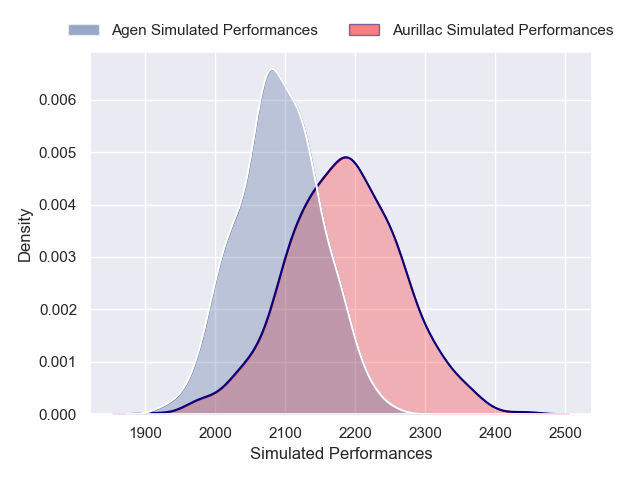 Agen Simulated Performances
Aurillac Simulated Performances
0.006
0.005
0.004
0.003
0.002
0.001
0.000
Density
1900 2000 2100 2200 2300 2400 2500
Simulated Performances